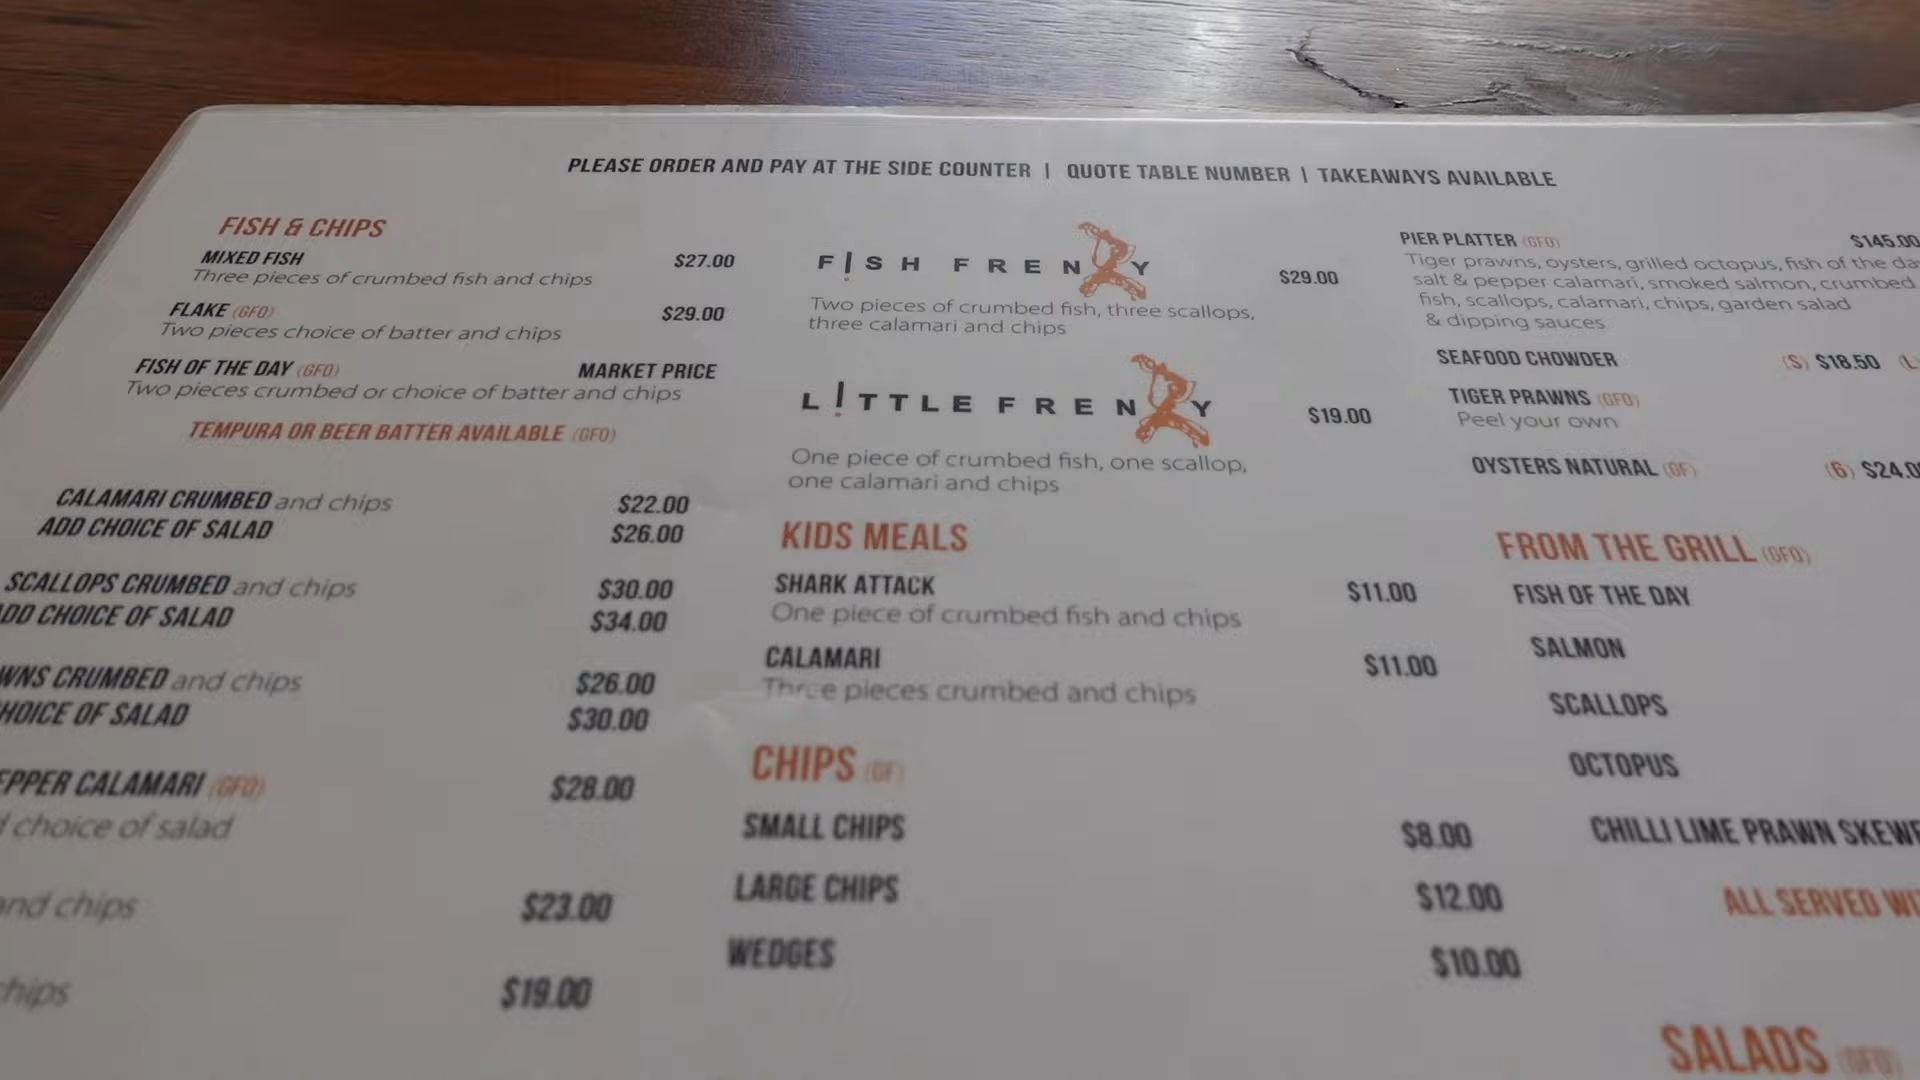 PLEASE ORDER AND PAY AT THE SIDE COUNTER | QUOTE TABLE NUMBER | TAKEAWAYS AVAILABLE
FISH & CHIPS
MIXED FISH $27.00
Three pieces of crumbed fish and chips
FLAKE (GFO) $29.00
Two pieces choice of batter and chips
FISH OF THE DAY (GFO) MARKET PRICE
Two pieces crumbed or choice of batter and chips
TEMPURA OR BEER BATTER AVAILABLE (GFO)
CALAMARI CRUMBED and chips $22.00
ADD CHOICE OF SALAD $26.00
SCALLOPS CRUMBED and chips $30.00
DD CHOICE OF SALAD $34.00
WNS CRUMBED and chips $26.00
HOICE OF SALAD $30.00
EPPER CALAMARI (GFO) $28.00
choice of salad
and chips $23.00
hips $19.00
F!SH FRENZY $29.00
Two pieces of crumbed fish, three scallops,
three calamari and chips
L!TTLE FRENZY $19.00
One piece of crumbed fish, one scallop,
one calamari and chips
KIDS MEALS
SHARK ATTACK $11.00
One piece of crumbed fish and chips
CALAMARI $11.00
Three pieces crumbed and chips
CHIPS (GF)
SMALL CHIPS $8.00
LARGE CHIPS $12.00
WEDGES $10.00
PIER PLATTER (GFO) $145.00
Tiger prawns, oysters, grilled octopus, fish of the da
salt & pepper calamari, smoked salmon, crumbed
fish, scallops, calamari, chips, garden salad
& dipping sauces
SEAFOOD CHOWDER (S) $18.50 (L
TIGER PRAWNS (GFO)
Peel your own
OYSTERS NATURAL (GF) (6) $24.0
FROM THE GRILL (GFO)
FISH OF THE DAY
SALMON
SCALLOPS
OCTOPUS
CHILLI LIME PRAWN SKEWE
ALL SERVED WIT
SALADS (GFO)